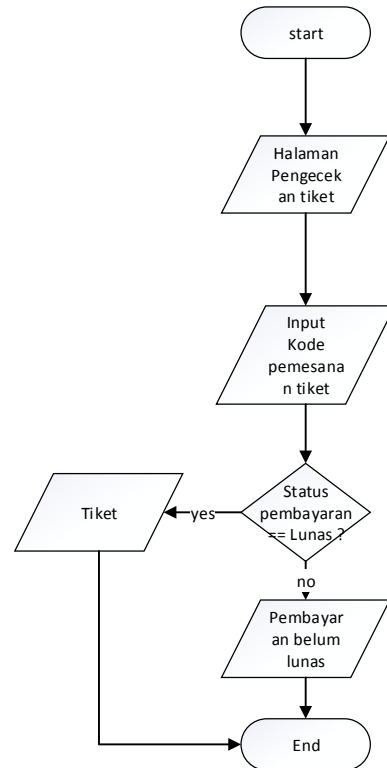 start
Halaman
Pengecek
an tiket
Input
Kode
pemesana
n tiket
Status
pembayaran
== Lunas ?
yes
Tiket
no
Pembayar
an belum
lunas
End